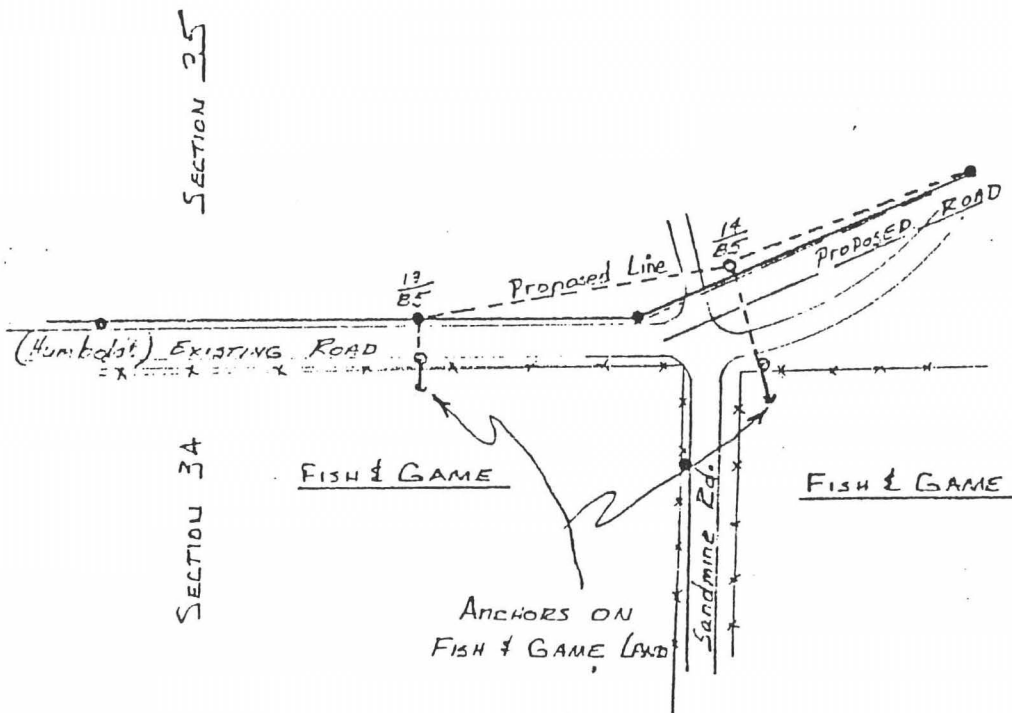 SECTION 35
14
B5
PROPOSED ROAD
13
B5
Proposed Line
(Humboldt) EXISTING ROAD
SECTION 34
FISH & GAME
FISH & GAME
Sandmine Rd.
ANCHORS ON
FISH & GAME LAND